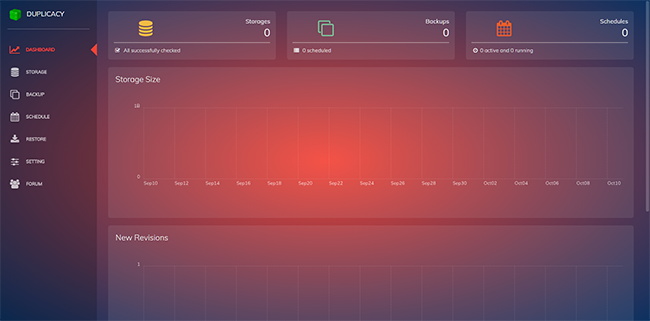 DUPLICACY
DASHBOARD
STORAGE
BACKUP
SCHEDULE
RESTORE
SETTING
FORUM
Storages
0
All successfully checked
Backups
0
0 scheduled
Schedules
0
0 active and 0 running
Storage Size
1B
0
Sep10 Sep12 Sep14 Sep16 Sep18 Sep20 Sep22 Sep24 Sep26 Sep28 Sep30 Oct02 Oct04 Oct06 Oct08 Oct10
New Revisions
1